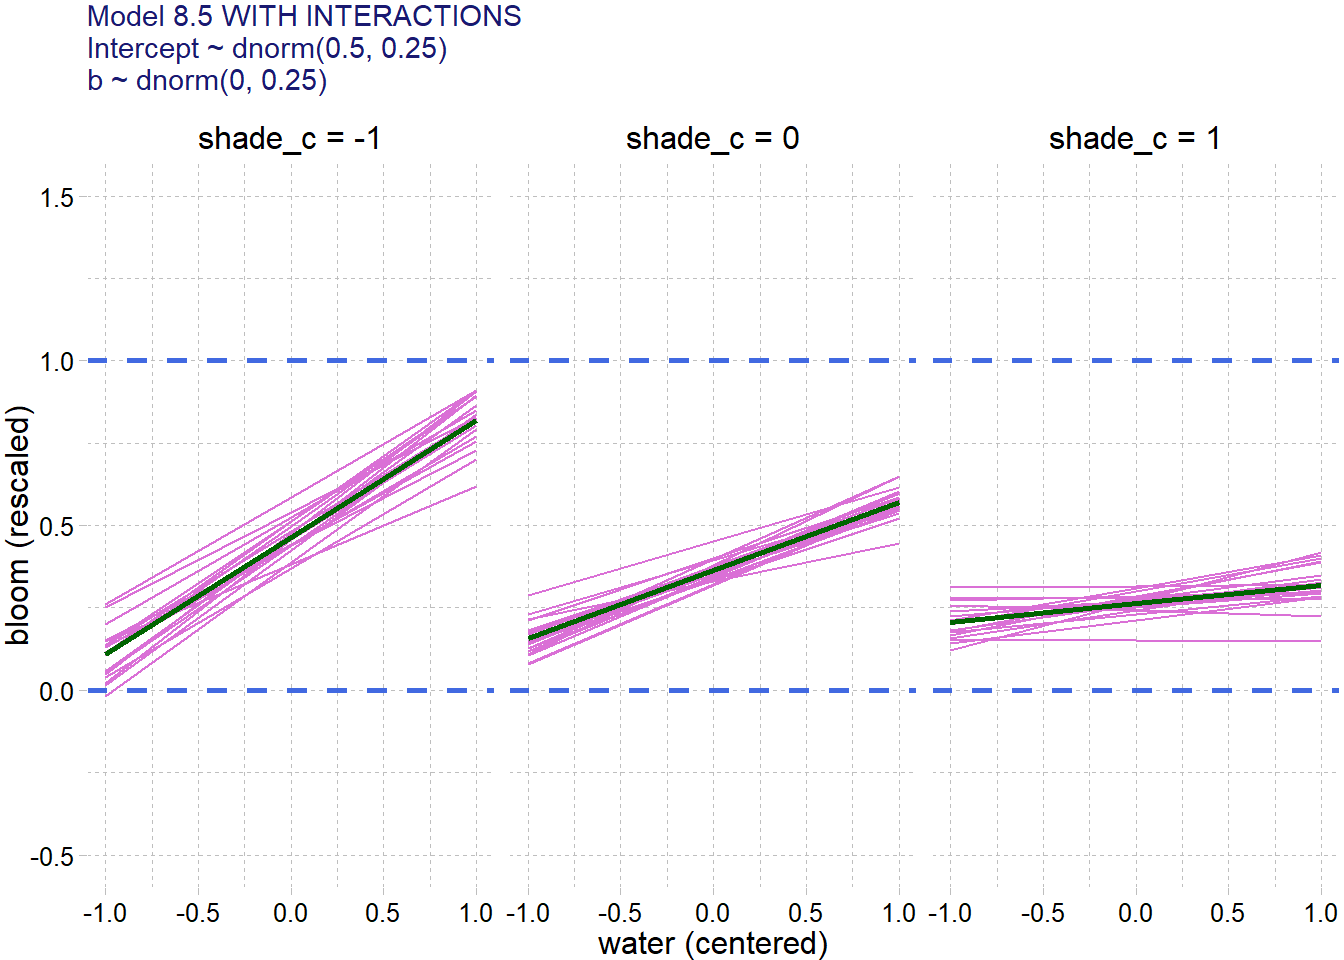 Model 8.5 WITH INTERACTIONS
Intercept ~ dnorm(0.5, 0.25)
b ~ dnorm(0, 0.25)
shade_c = -1
shade_c = 0
shade_c = 1
bloom (rescaled)
1.5
1.0
0.5
0.0
-0.5
-1.0 -0.5 0.0 0.5 1.0
-1.0 -0.5 0.0 0.5 1.0
-1.0 -0.5 0.0 0.5 1.0
water (centered)